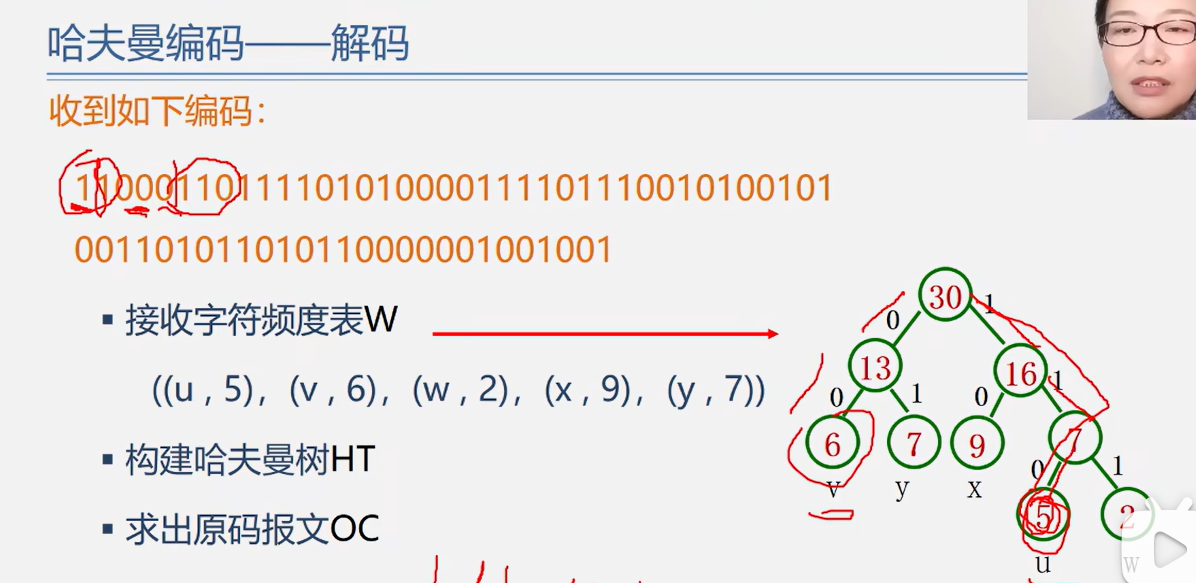 哈夫曼编码——解码
收到如下编码：
11000110111101010000111101110010100101
001101011010110000001001001
▪ 接收字符频度表W
((u , 5)，(v , 6)，(w , 2)，(x , 9)，(y , 7))
▪ 构建哈夫曼树HT
▪ 求出原码报文OC
30
0 1
13 16
0 1 0 1
6 7 9 7
v y x 0 1
5 2
u w